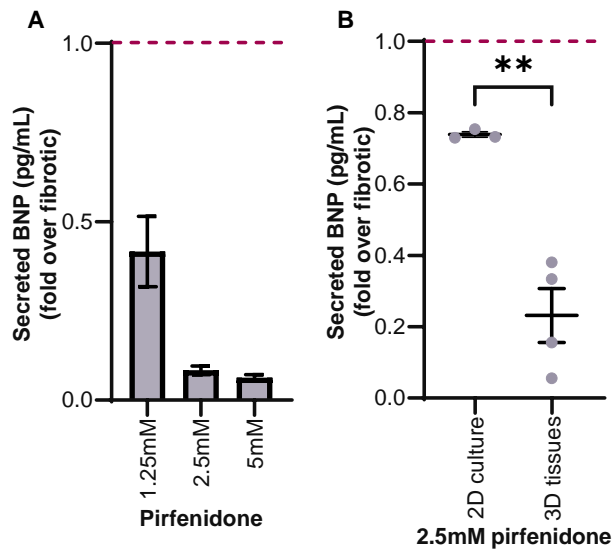 A
Secreted BNP (pg/mL)
(fold over fibrotic)
1.0
0.5
0.0
1.25mM
2.5mM
5mM
Pirfenidone
B
Secreted BNP (pg/mL)
(fold over fibrotic)
1.0
0.8
0.6
0.4
0.2
0.0
**
2D culture
3D tissues
2.5mM pirfenidone